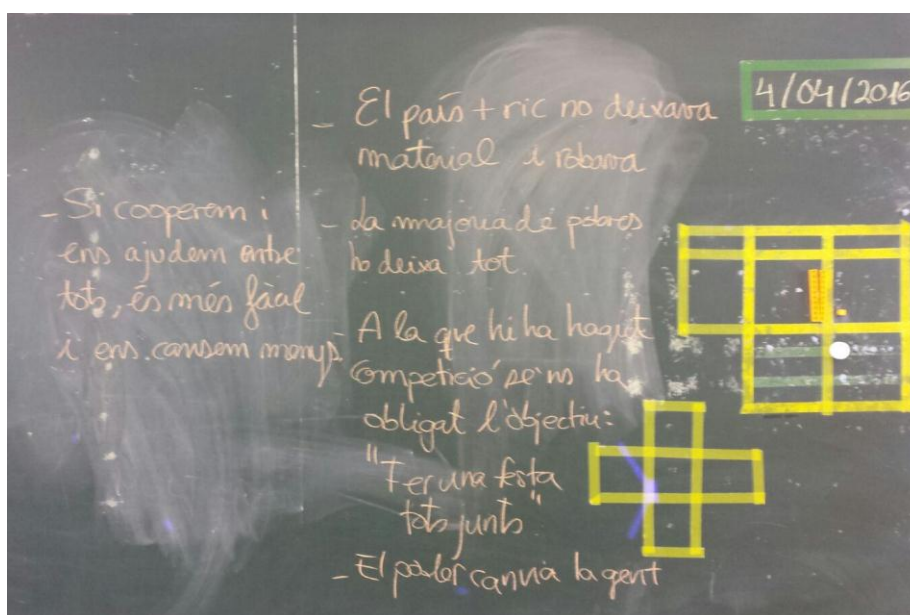 4/04/2016
- Si cooperem i
ens ajudem entre
tots, és més fàcil
i ens cansem menys.
- El país + ric no deixava
material i robava
- La majoria de pobres
ho deixa tot.
A la que hi ha hagut
competició se'ns ha
obligat l'objectiu:
"Fer una festa
tots junts"
- El poder canvia la gent